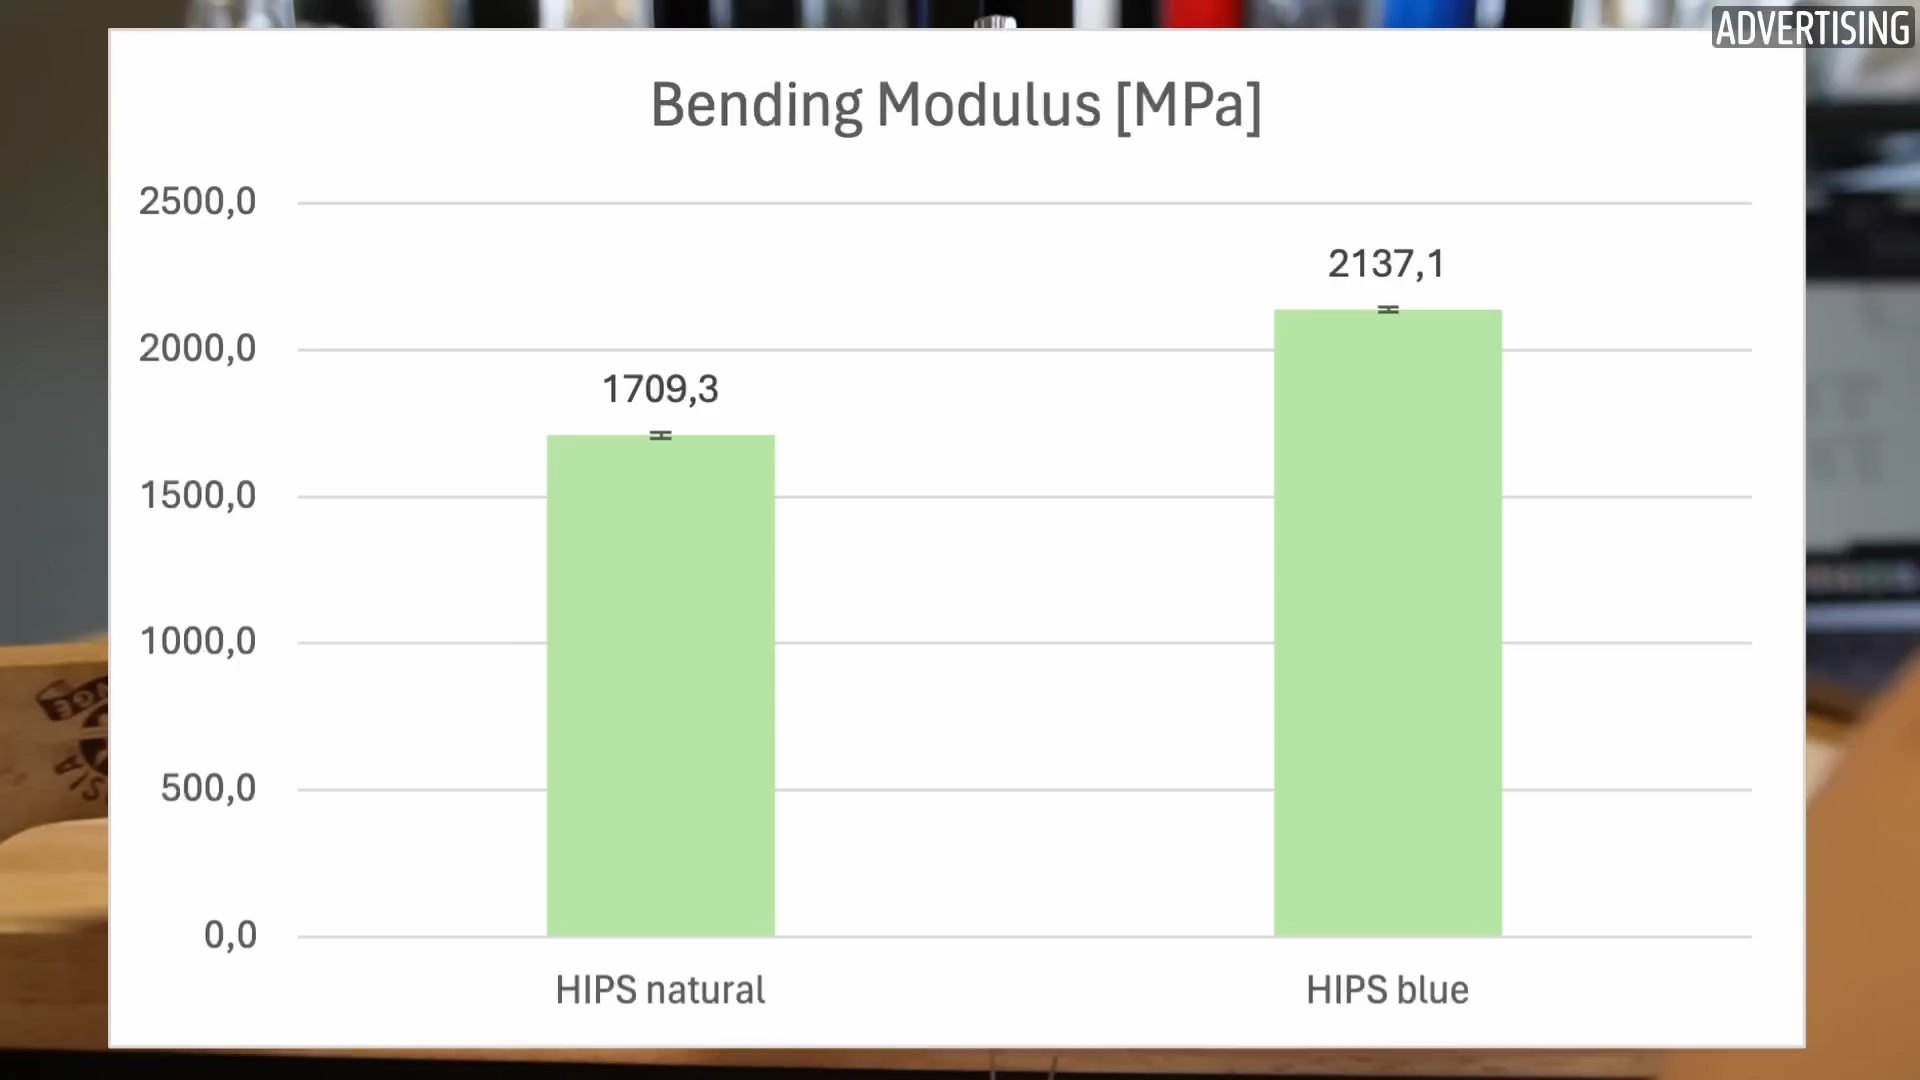 ADVERTISING
Bending Modulus [MPa]
2500,0
2137,1
2000,0
1709,3
1500,0
1000,0
500,0
0,0
HIPS natural
HIPS blue